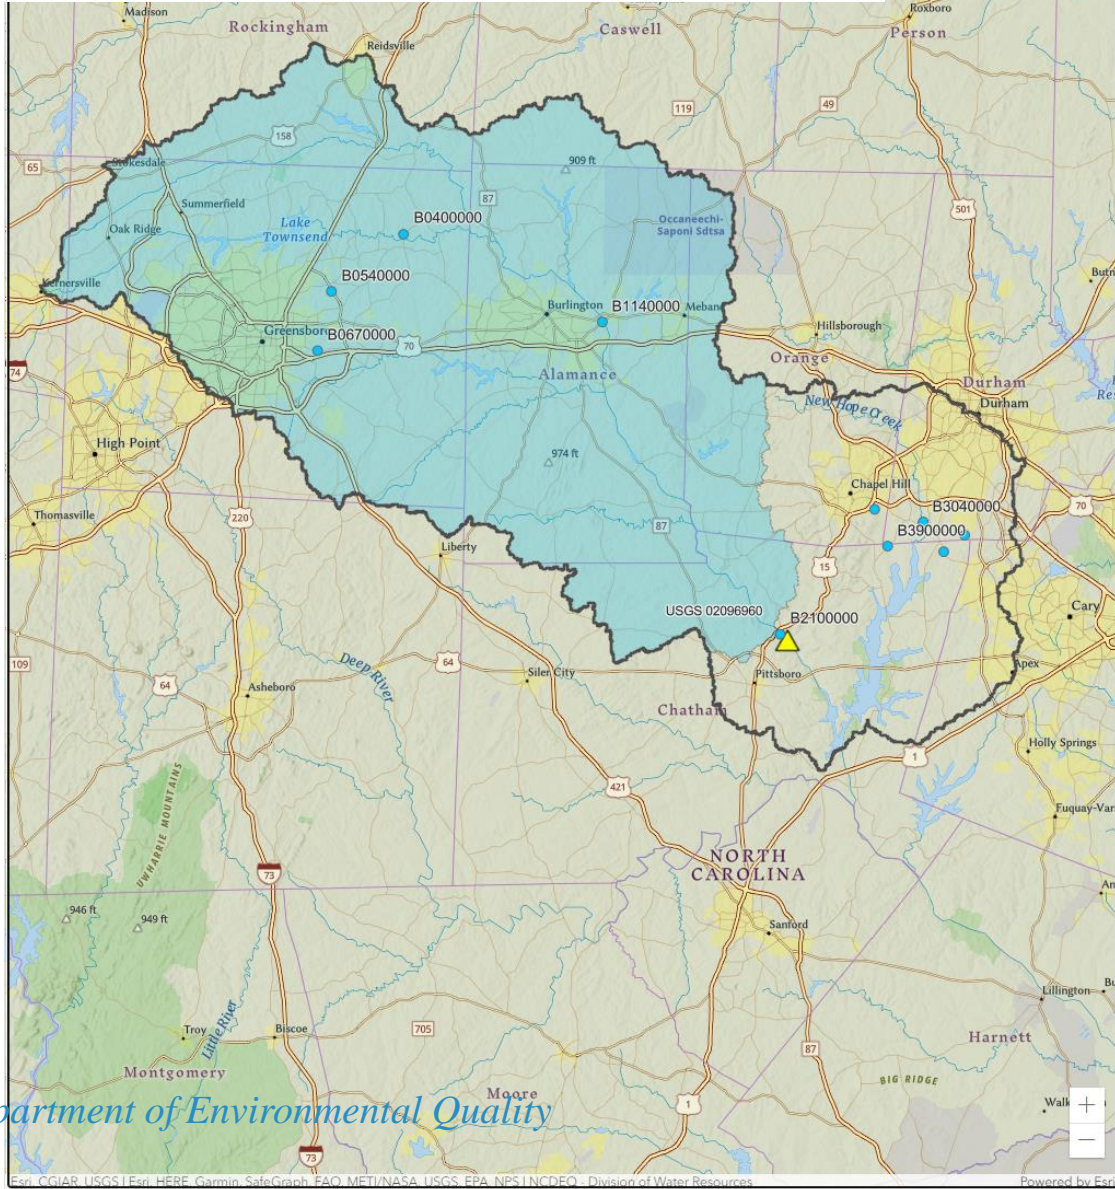 Madison
Rockingham
Reidsville
Caswell
Roxboro
Person
119
49
158
65
Stokesdale
909 ft
87
Summerfield
501
Oak Ridge
Lake
Townsend
B0400000
Occaneechi-
Saponi Sdtsa
B0540000
Kernersville
Burlington
B1140000
Meban
Hillsborough
Greensboro
B0670000
70
Orange
74
Alamance
Durham
New Hope Creek
Durham
High Point
974 ft
Chapel Hill
Thomasville
220
87
B3040000
70
B3900000
Liberty
15
USGS 02096960
B2100000
Cary
109
64
Deep River
64
Siler City
Pittsboro
Apex
Asheboro
Chatham
Holly Springs
1
421
UWHARRIE MOUNTAINS
Fuquay-Var
NORTH
CAROLINA
73
946 ft
949 ft
Sanford
Lillington
Little River
Troy
Biscoe
705
87
Harnett
Montgomery
BIG RIDGE
Moore
1
partment of Environmental Quality
Walk
+
−
73
Esri, CGIAR, USGS | Esri, HERE, Garmin, SafeGraph, FAO, METI/NASA, USGS, EPA, NPS | NCDEQ - Division of Water Resources
Powered by Esri